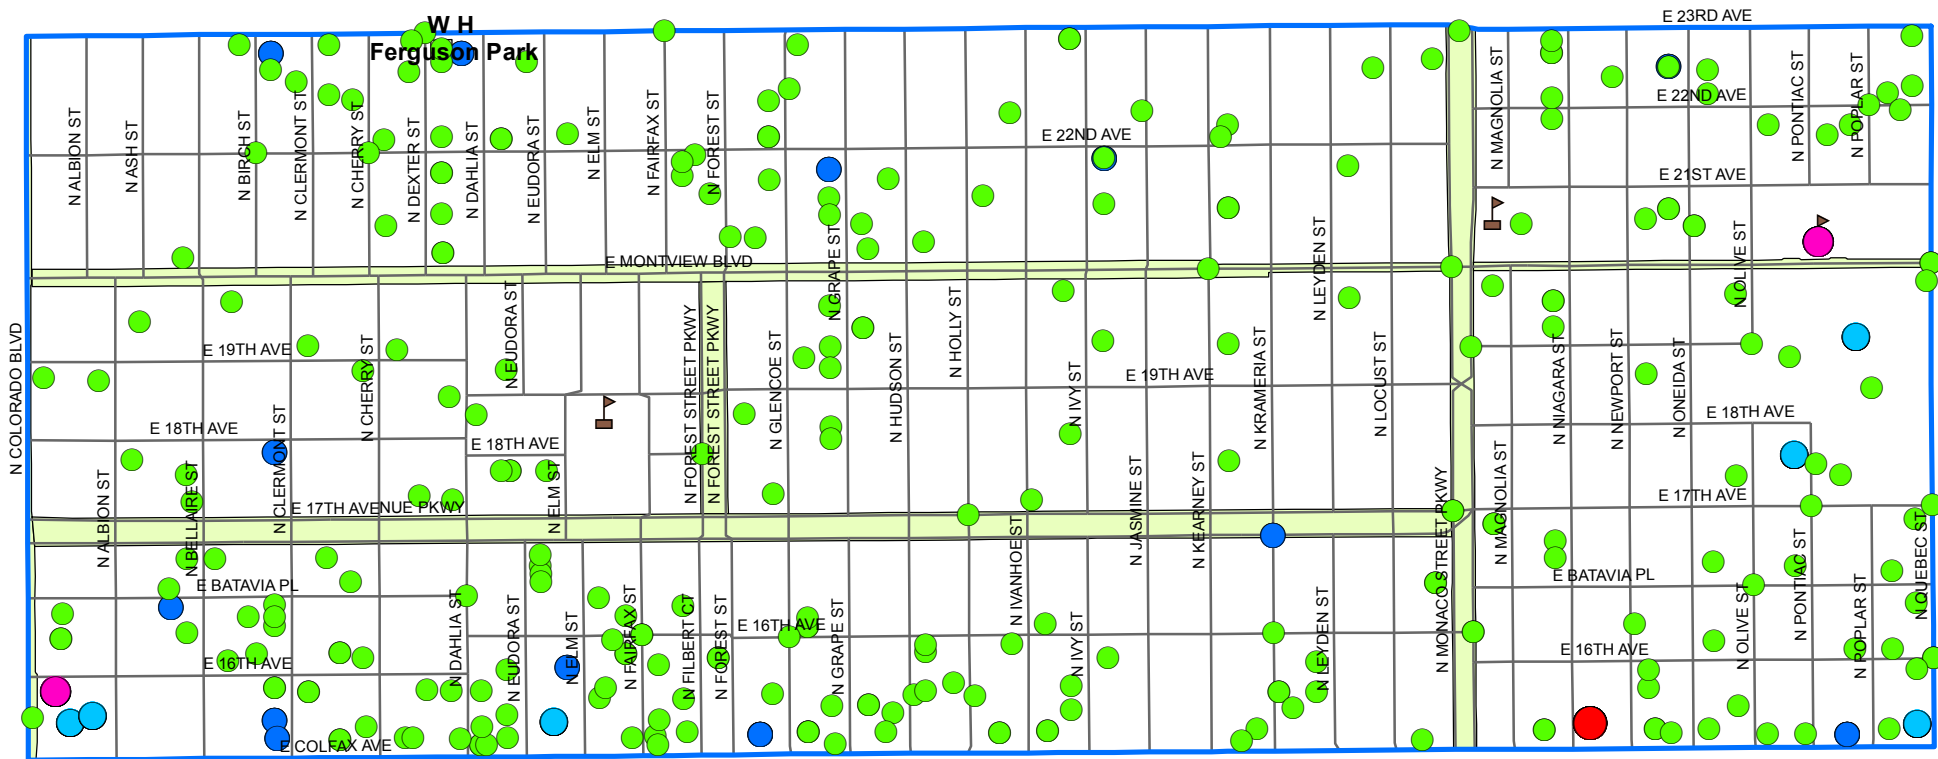 W H
Ferguson Park
E 23RD AVE
N ALBION ST
N ASH ST
N BIRCH ST
N CLERMONT ST
N CHERRY ST
N DEXTER ST
N DAHLIA ST
N EUDORA ST
N ELM ST
N FAIRFAX ST
N FOREST ST
E 22ND AVE
N MAGNOLIA ST
E 22ND AVE
N PONTIAC ST
N POPLAR ST
E 21ST AVE
E MONTVIEW BLVD
N GRAPE ST
N LEYDEN ST
N OLIVE ST
N COLORADO BLVD
E 19TH AVE
N CHERRY ST
N EUDORA ST
N FOREST STREET PKWY
N FOREST STREET PKWY
N GLENCOE ST
N HUDSON ST
N HOLLY ST
N IVY ST
E 19TH AVE
N KRAMERIA ST
N LOCUST ST
N NIAGARA ST
N NEWPORT ST
N ONEIDA ST
E 18TH AVE
E 18TH AVE
E 18TH AVE
N ALBION ST
N BELLAIRE ST
N CLERMONT ST
E 17TH AVENUE PKWY
N ELM ST
N JASMINE ST
N KEARNEY ST
N MONACO STREET PKWY
N MAGNOLIA ST
E 17TH AVE
N QUEBEC ST
E BATAVIA PL
N DAHLIA ST
N EUDORA ST
N ELM ST
N FAIRFAX ST
N FILBERT CT
N FOREST ST
E 16TH AVE
N GRAPE ST
N IVANHOE ST
N IVY ST
N LEYDEN ST
E BATAVIA PL
N OLIVE ST
N PONTIAC ST
N POPLAR ST
E 16TH AVE
E 16TH AVE
E COLFAX AVE